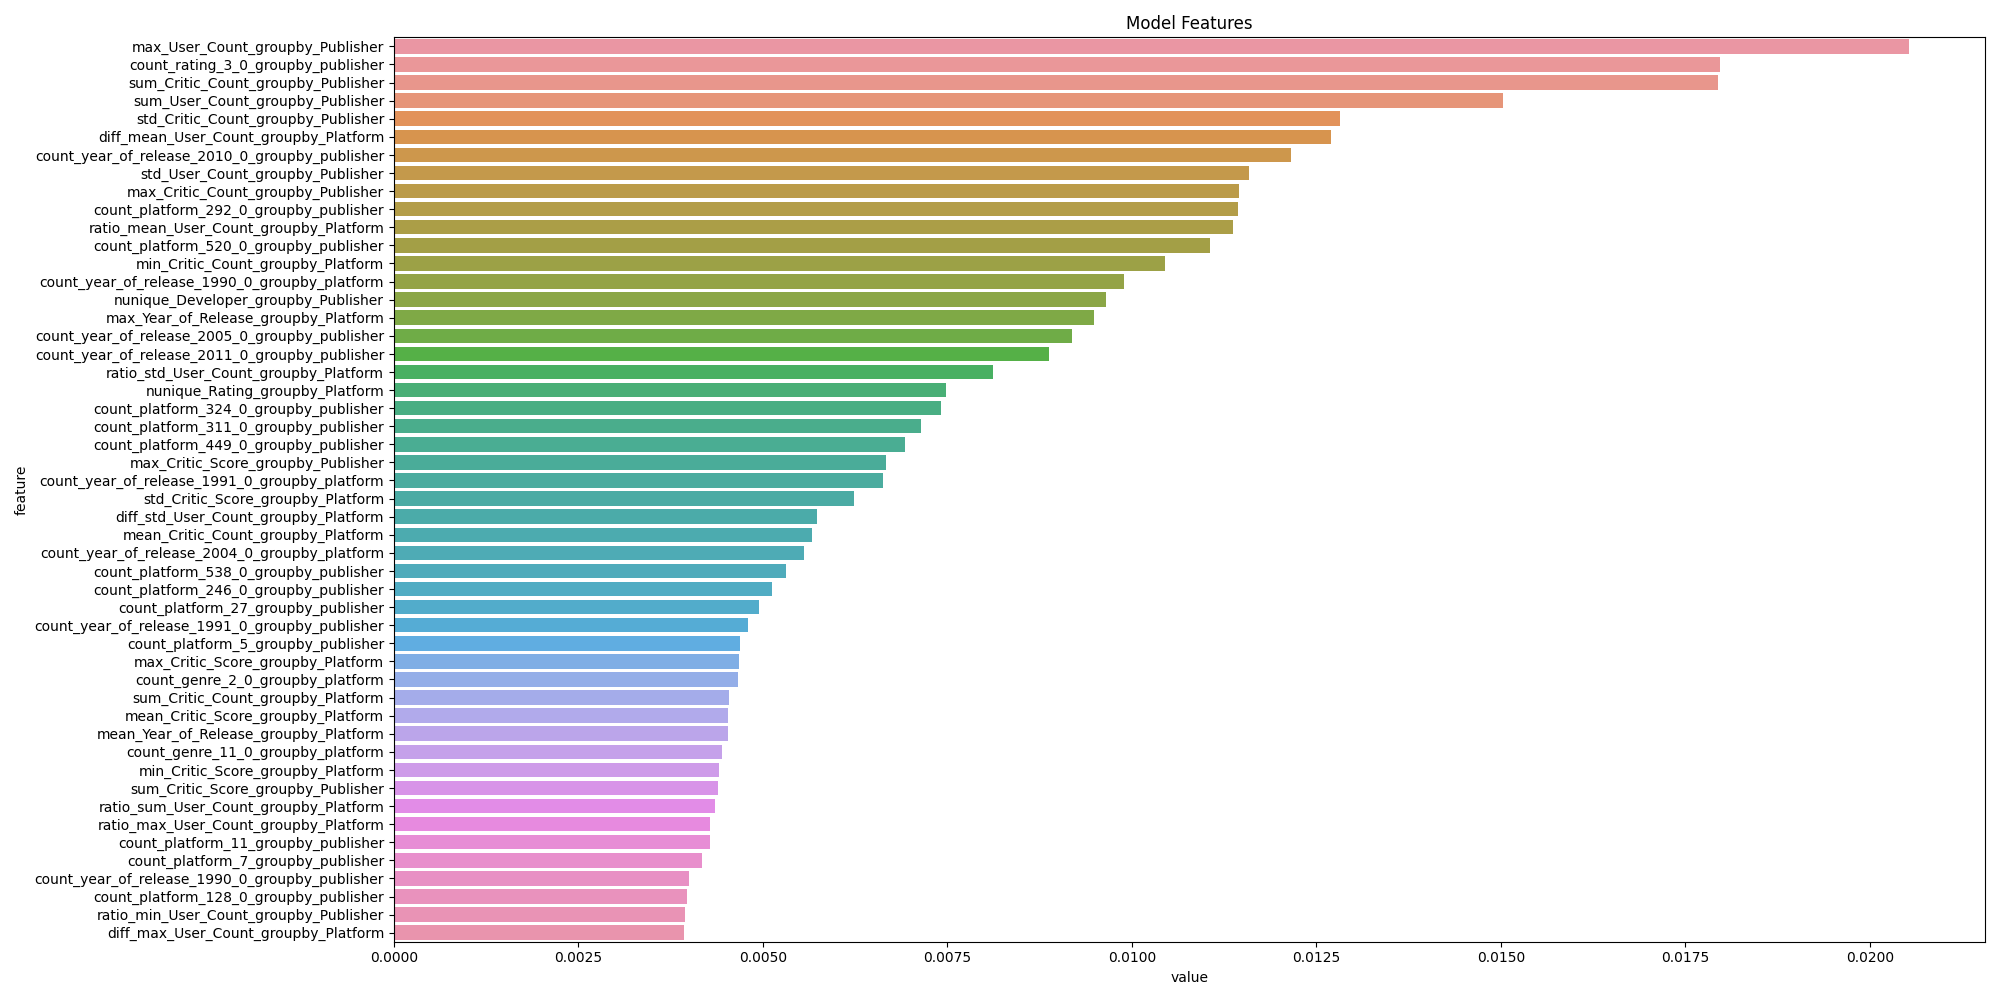 Model Features
max_User_Count_groupby_Publisher
count_rating_3_0_groupby_publisher
sum_Critic_Count_groupby_Publisher
sum_User_Count_groupby_Publisher
std_Critic_Count_groupby_Publisher
diff_mean_User_Count_groupby_Platform
count_year_of_release_2010_0_groupby_publisher
std_User_Count_groupby_Publisher
max_Critic_Count_groupby_Publisher
count_platform_292_0_groupby_publisher
ratio_mean_User_Count_groupby_Platform
count_platform_520_0_groupby_publisher
min_Critic_Count_groupby_Platform
count_year_of_release_1990_0_groupby_platform
nunique_Developer_groupby_Publisher
max_Year_of_Release_groupby_Platform
count_year_of_release_2005_0_groupby_publisher
count_year_of_release_2011_0_groupby_publisher
ratio_std_User_Count_groupby_Platform
nunique_Rating_groupby_Platform
count_platform_324_0_groupby_publisher
count_platform_311_0_groupby_publisher
count_platform_449_0_groupby_publisher
max_Critic_Score_groupby_Publisher
count_year_of_release_1991_0_groupby_platform
std_Critic_Score_groupby_Platform
diff_std_User_Count_groupby_Platform
mean_Critic_Count_groupby_Platform
count_year_of_release_2004_0_groupby_platform
count_platform_538_0_groupby_publisher
count_platform_246_0_groupby_publisher
count_platform_27_groupby_publisher
count_year_of_release_1991_0_groupby_publisher
count_platform_5_groupby_publisher
max_Critic_Score_groupby_Platform
count_genre_2_0_groupby_platform
sum_Critic_Count_groupby_Platform
mean_Critic_Score_groupby_Platform
mean_Year_of_Release_groupby_Platform
count_genre_11_0_groupby_platform
min_Critic_Score_groupby_Platform
sum_Critic_Score_groupby_Publisher
ratio_sum_User_Count_groupby_Platform
ratio_max_User_Count_groupby_Platform
count_platform_11_groupby_publisher
count_platform_7_groupby_publisher
count_year_of_release_1990_0_groupby_publisher
count_platform_128_0_groupby_publisher
ratio_min_User_Count_groupby_Publisher
diff_max_User_Count_groupby_Platform
feature
0.0000 0.0025 0.0050 0.0075 0.0100 0.0125 0.0150 0.0175 0.0200
value